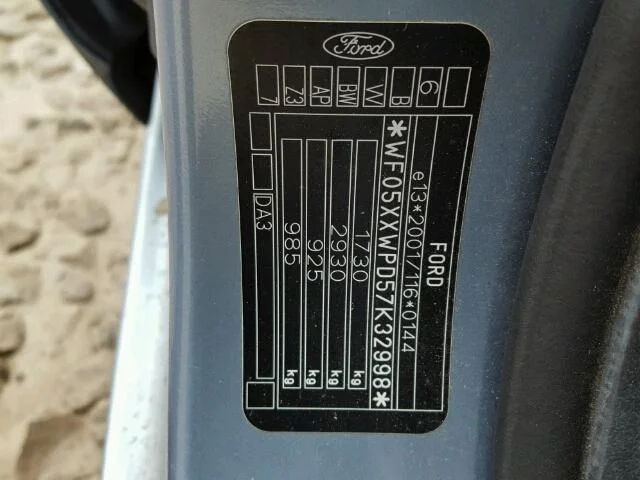 Ford
FORD
e13*2001/116*0144
*WF05XXWPD57K32998*
1730 kg
2930 kg
925 kg
985 kg
DA3
6
B
VV
BW
AP
Z3
7